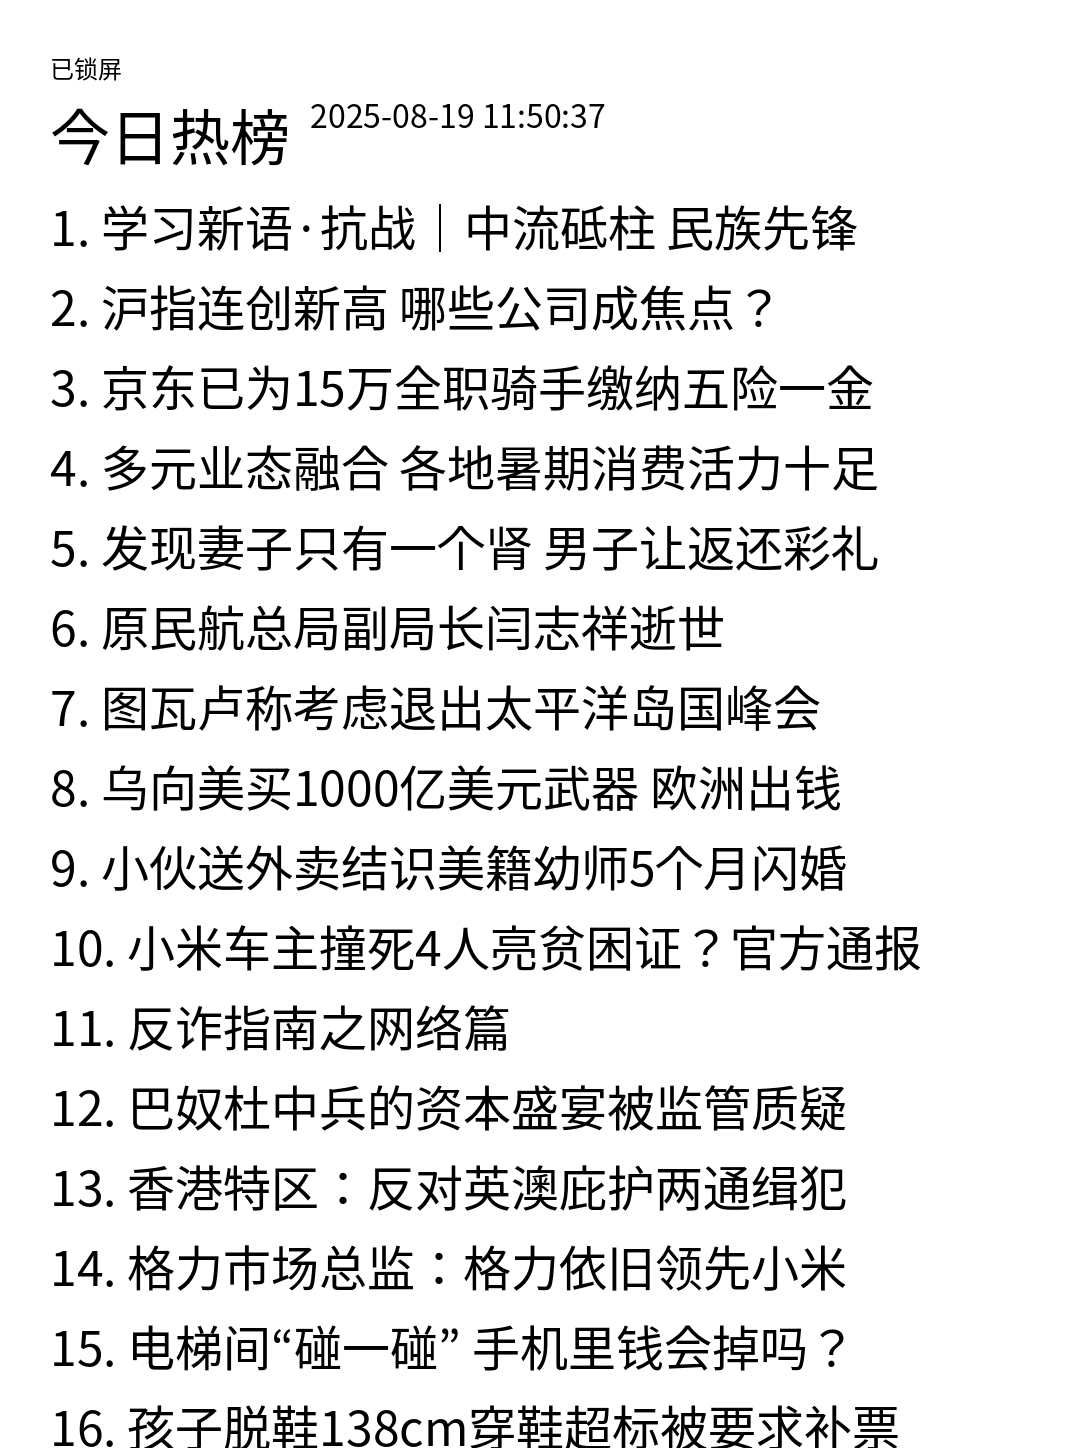 已锁屏
今日热榜 2025-08-19 11:50:37
1. 学习新语·抗战｜中流砥柱 民族先锋
2. 沪指连创新高 哪些公司成焦点？
3. 京东已为15万全职骑手缴纳五险一金
4. 多元业态融合 各地暑期消费活力十足
5. 发现妻子只有一个肾 男子让返还彩礼
6. 原民航总局副局长闫志祥逝世
7. 图瓦卢称考虑退出太平洋岛国峰会
8. 乌向美买1000亿美元武器 欧洲出钱
9. 小伙送外卖结识美籍幼师5个月闪婚
10. 小米车主撞死4人亮贫困证？官方通报
11. 反诈指南之网络篇
12. 巴奴杜中兵的资本盛宴被监管质疑
13. 香港特区：反对英澳庇护两通缉犯
14. 格力市场总监：格力依旧领先小米
15. 电梯间“碰一碰” 手机里钱会掉吗？
16. 孩子脱鞋138cm穿鞋超标被要求补票